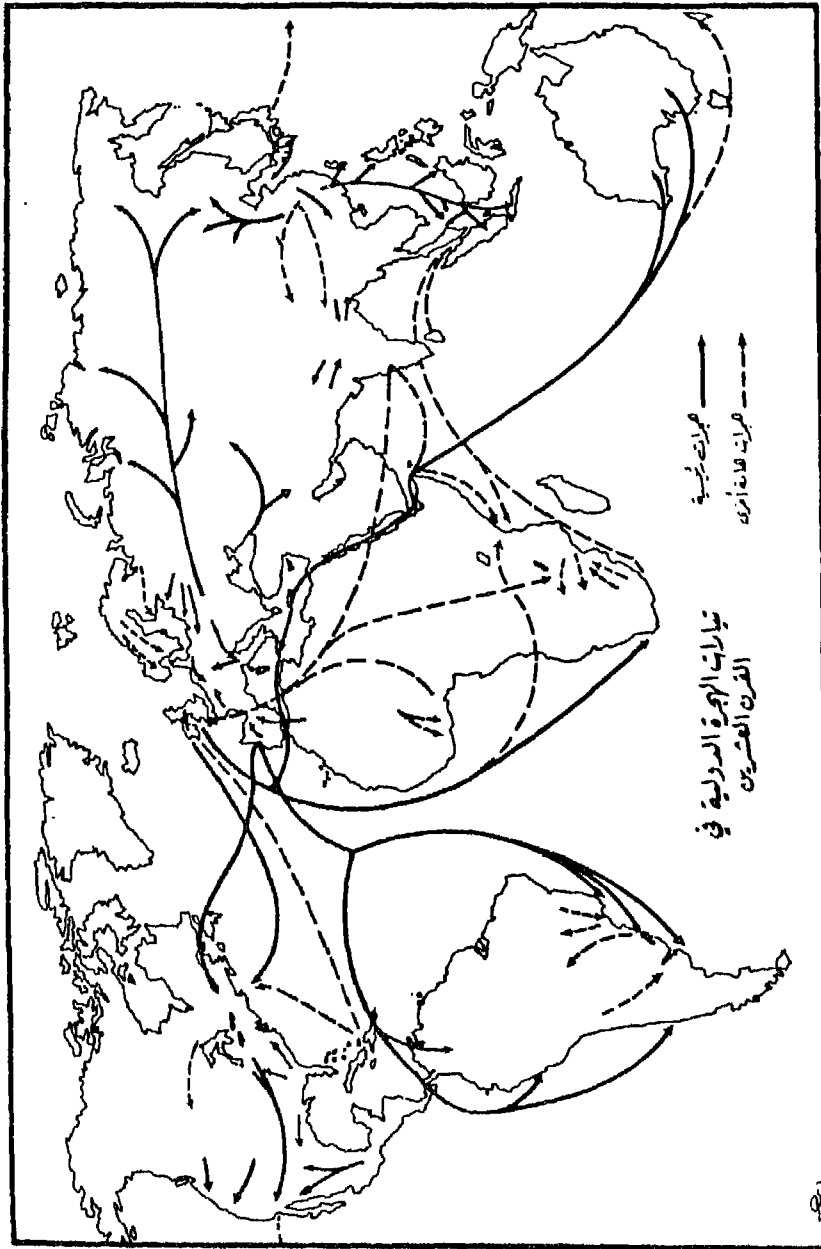 تيارات الهجرة الدولية في
القرن العشرين
هجرات رئيسية
هجرات هامة أخرى